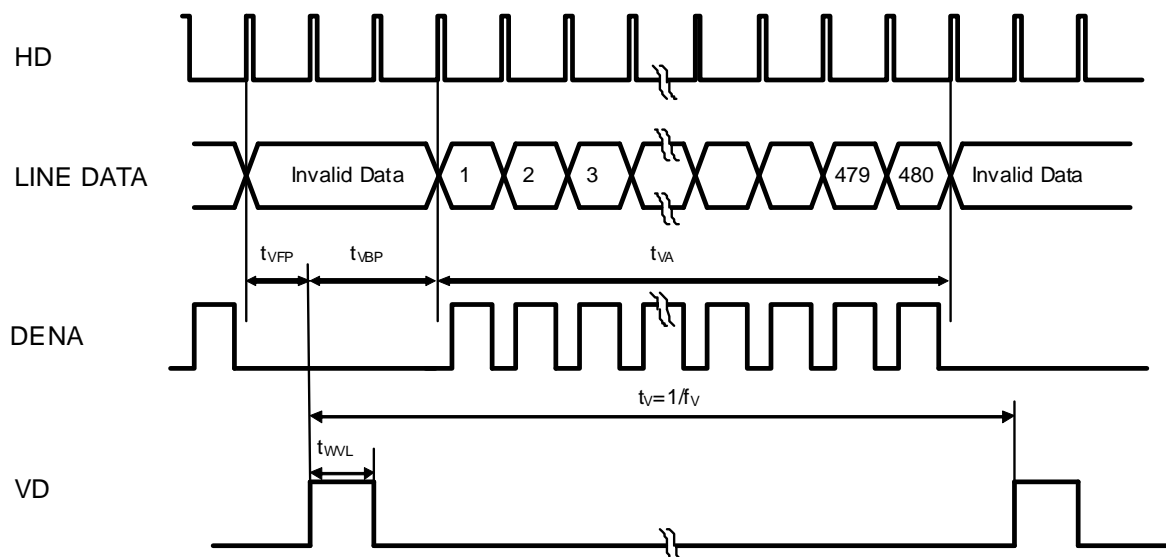 HD
LINE DATA
Invalid Data 1 2 3 479 480 Invalid Data
tVFP tVBP tVA
DENA
tV=1/fV
tWVL
VD